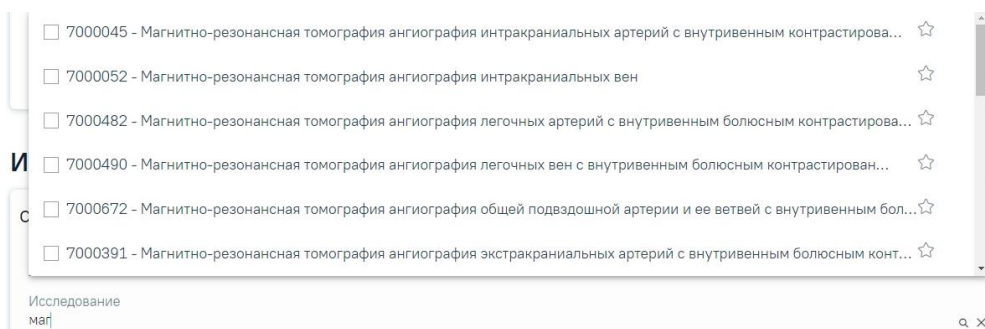 7000045 - Магнитно-резонансная томография ангиография интракраниальных артерий с внутривенным контрастирова...
7000052 - Магнитно-резонансная томография ангиография интракраниальных вен
7000482 - Магнитно-резонансная томография ангиография легочных артерий с внутривенным болюсным контрастирова...
7000490 - Магнитно-резонансная томография ангиография легочных вен с внутривенным болюсным контрастирован...
И
7000672 - Магнитно-резонансная томография ангиография общей подвздошной артерии и ее ветвей с внутривенным бол...
С
7000391 - Магнитно-резонансная томография ангиография экстракраниальных артерий с внутривенным болюсным конт...
Исследование
маг